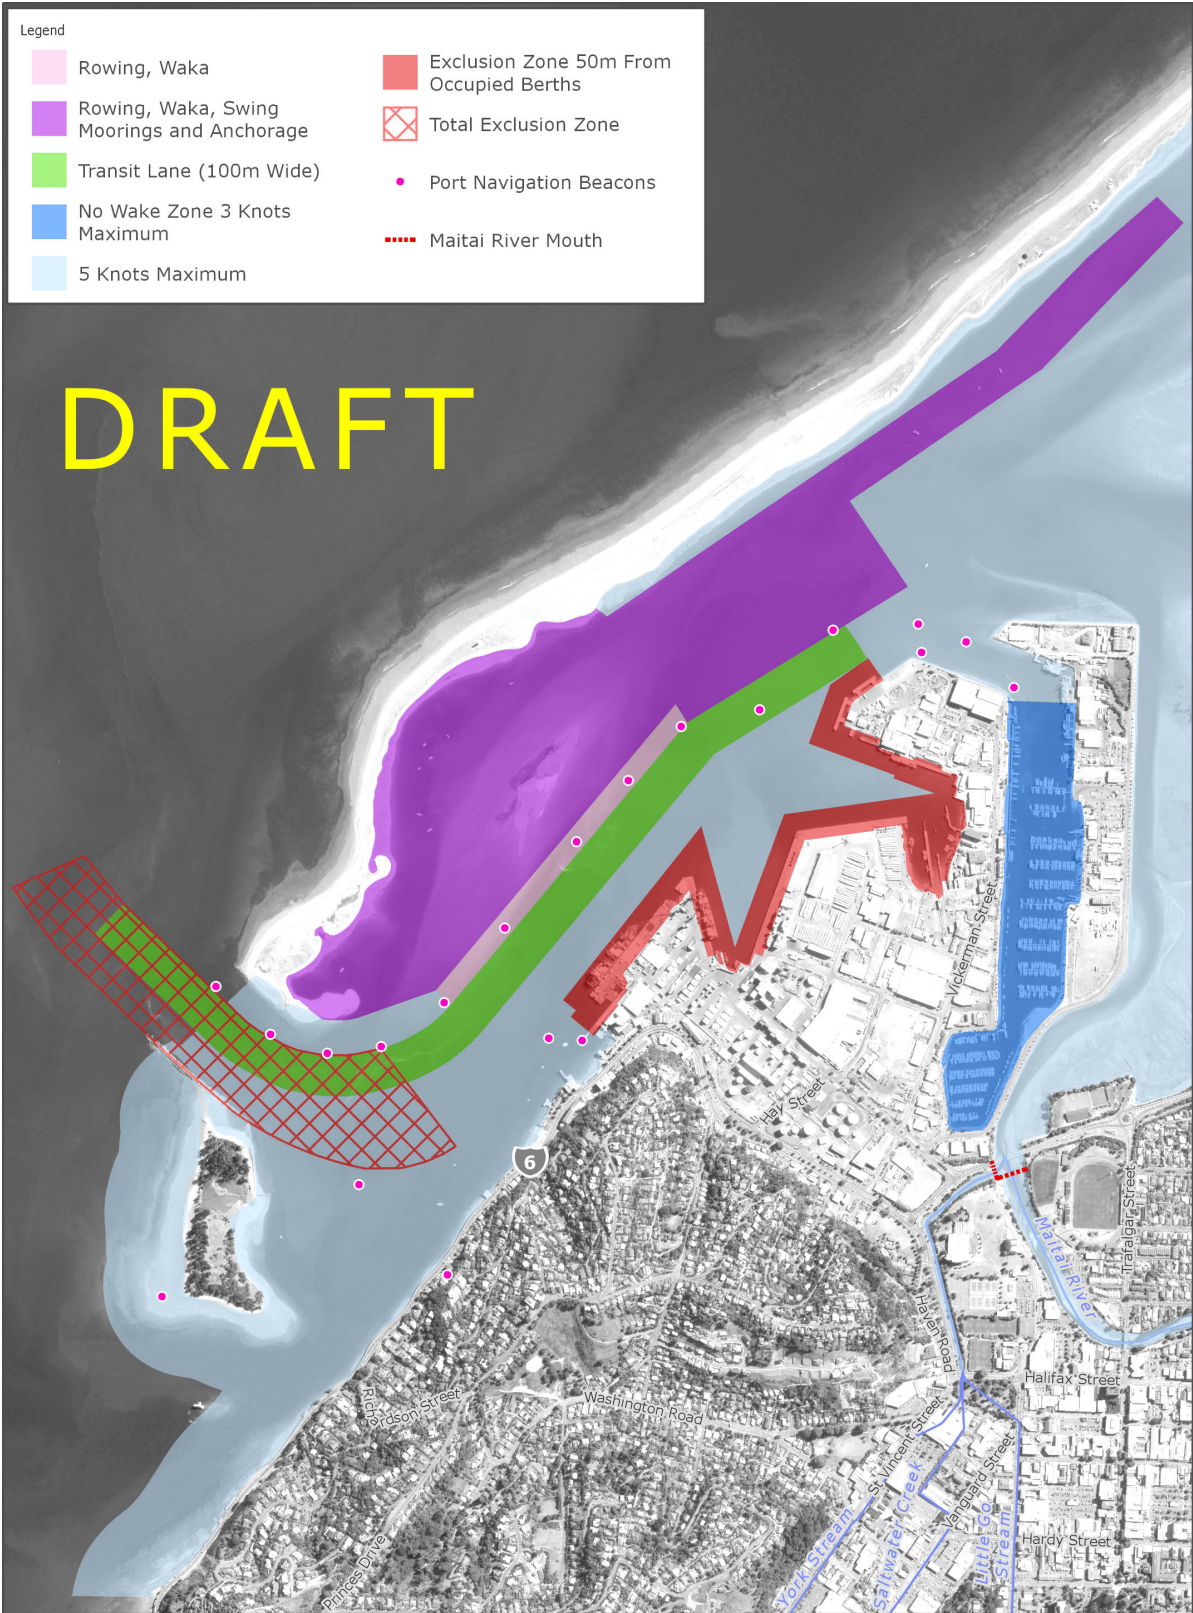 Legend
Rowing, Waka
Rowing, Waka, Swing
Moorings and Anchorage
Transit Lane (100m Wide)
No Wake Zone 3 Knots
Maximum
5 Knots Maximum
Exclusion Zone 50m From
Occupied Berths
Total Exclusion Zone
Port Navigation Beacons
Maitai River Mouth
DRAFT
Vickerman Street
Hay Street
6
Trafalgar Street
Maitai River
Haven Road
Halifax Street
Richardson Street
Washington Road
St Vincent Street
Vanguard Street
Saltwater Creek
York Stream
Little Go
Stream
Hardy Street
Princes Drive